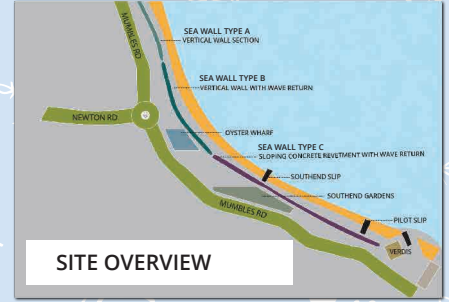 SEA WALL TYPE A
VERTICAL WALL SECTION
MUMBLES RD
SEA WALL TYPE B
VERTICAL WALL WITH WAVE RETURN
NEWTON RD
OYSTER WHARF
SEA WALL TYPE C
SLOPING CONCRETE REVETMENT WITH WAVE RETURN
SOUTHEND SLIP
SOUTHEND GARDENS
MUMBLES RD
PILOT SLIP
VERDIS
SITE OVERVIEW